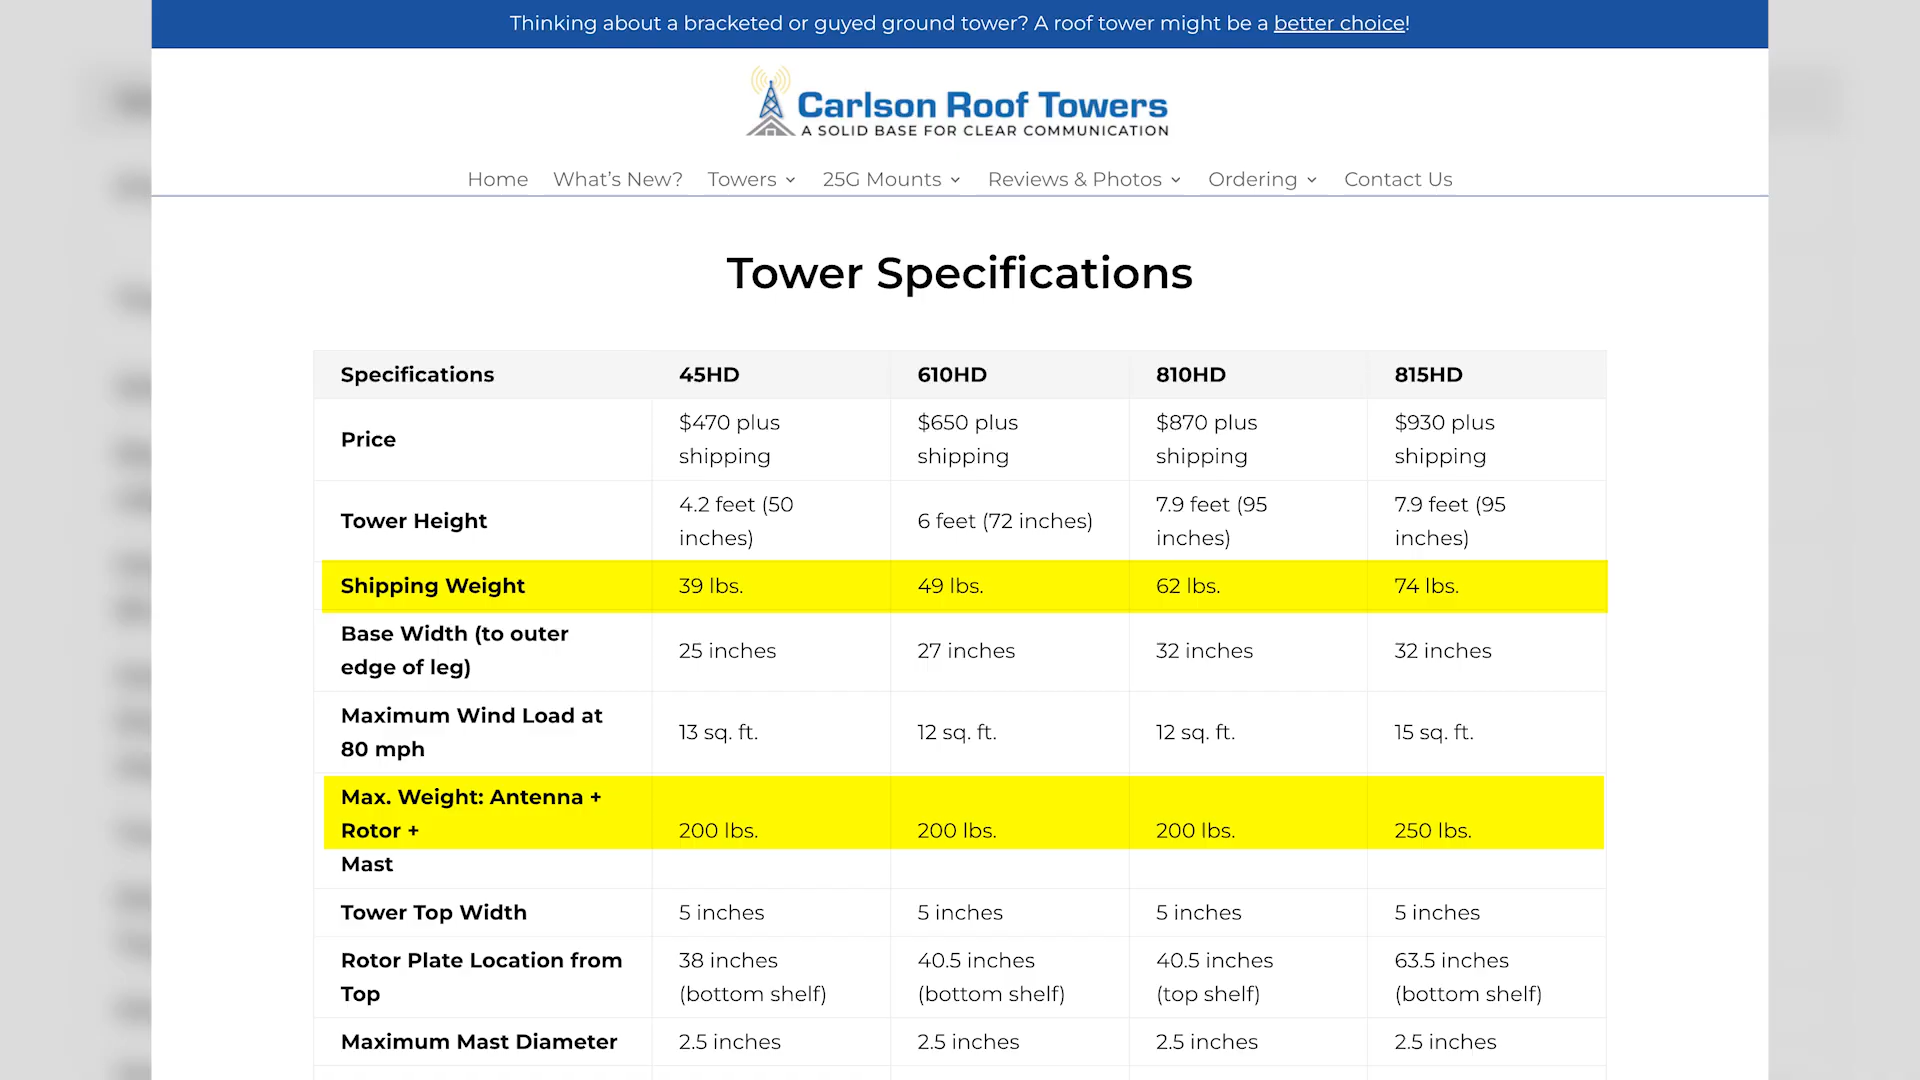 Thinking about a bracketed or guyed ground tower? A roof tower might be a better choice!
Carlson Roof Towers
A SOLID BASE FOR CLEAR COMMUNICATION
Home What's New? Towers 25G Mounts Reviews & Photos Ordering Contact Us
Tower Specifications
Specifications 45HD 610HD 810HD 815HD
Price $470 plus shipping $650 plus shipping $870 plus shipping $930 plus shipping
Tower Height 4.2 feet (50 inches) 6 feet (72 inches) 7.9 feet (95 inches) 7.9 feet (95 inches)
Shipping Weight 39 lbs. 49 lbs. 62 lbs. 74 lbs.
Base Width (to outer edge of leg) 25 inches 27 inches 32 inches 32 inches
Maximum Wind Load at 80 mph 13 sq. ft. 12 sq. ft. 12 sq. ft. 15 sq. ft.
Max. Weight: Antenna + Rotor + Mast 200 lbs. 200 lbs. 200 lbs. 250 lbs.
Tower Top Width 5 inches 5 inches 5 inches 5 inches
Rotor Plate Location from Top 38 inches (bottom shelf) 40.5 inches (bottom shelf) 40.5 inches (top shelf) 63.5 inches (bottom shelf)
Maximum Mast Diameter 2.5 inches 2.5 inches 2.5 inches 2.5 inches